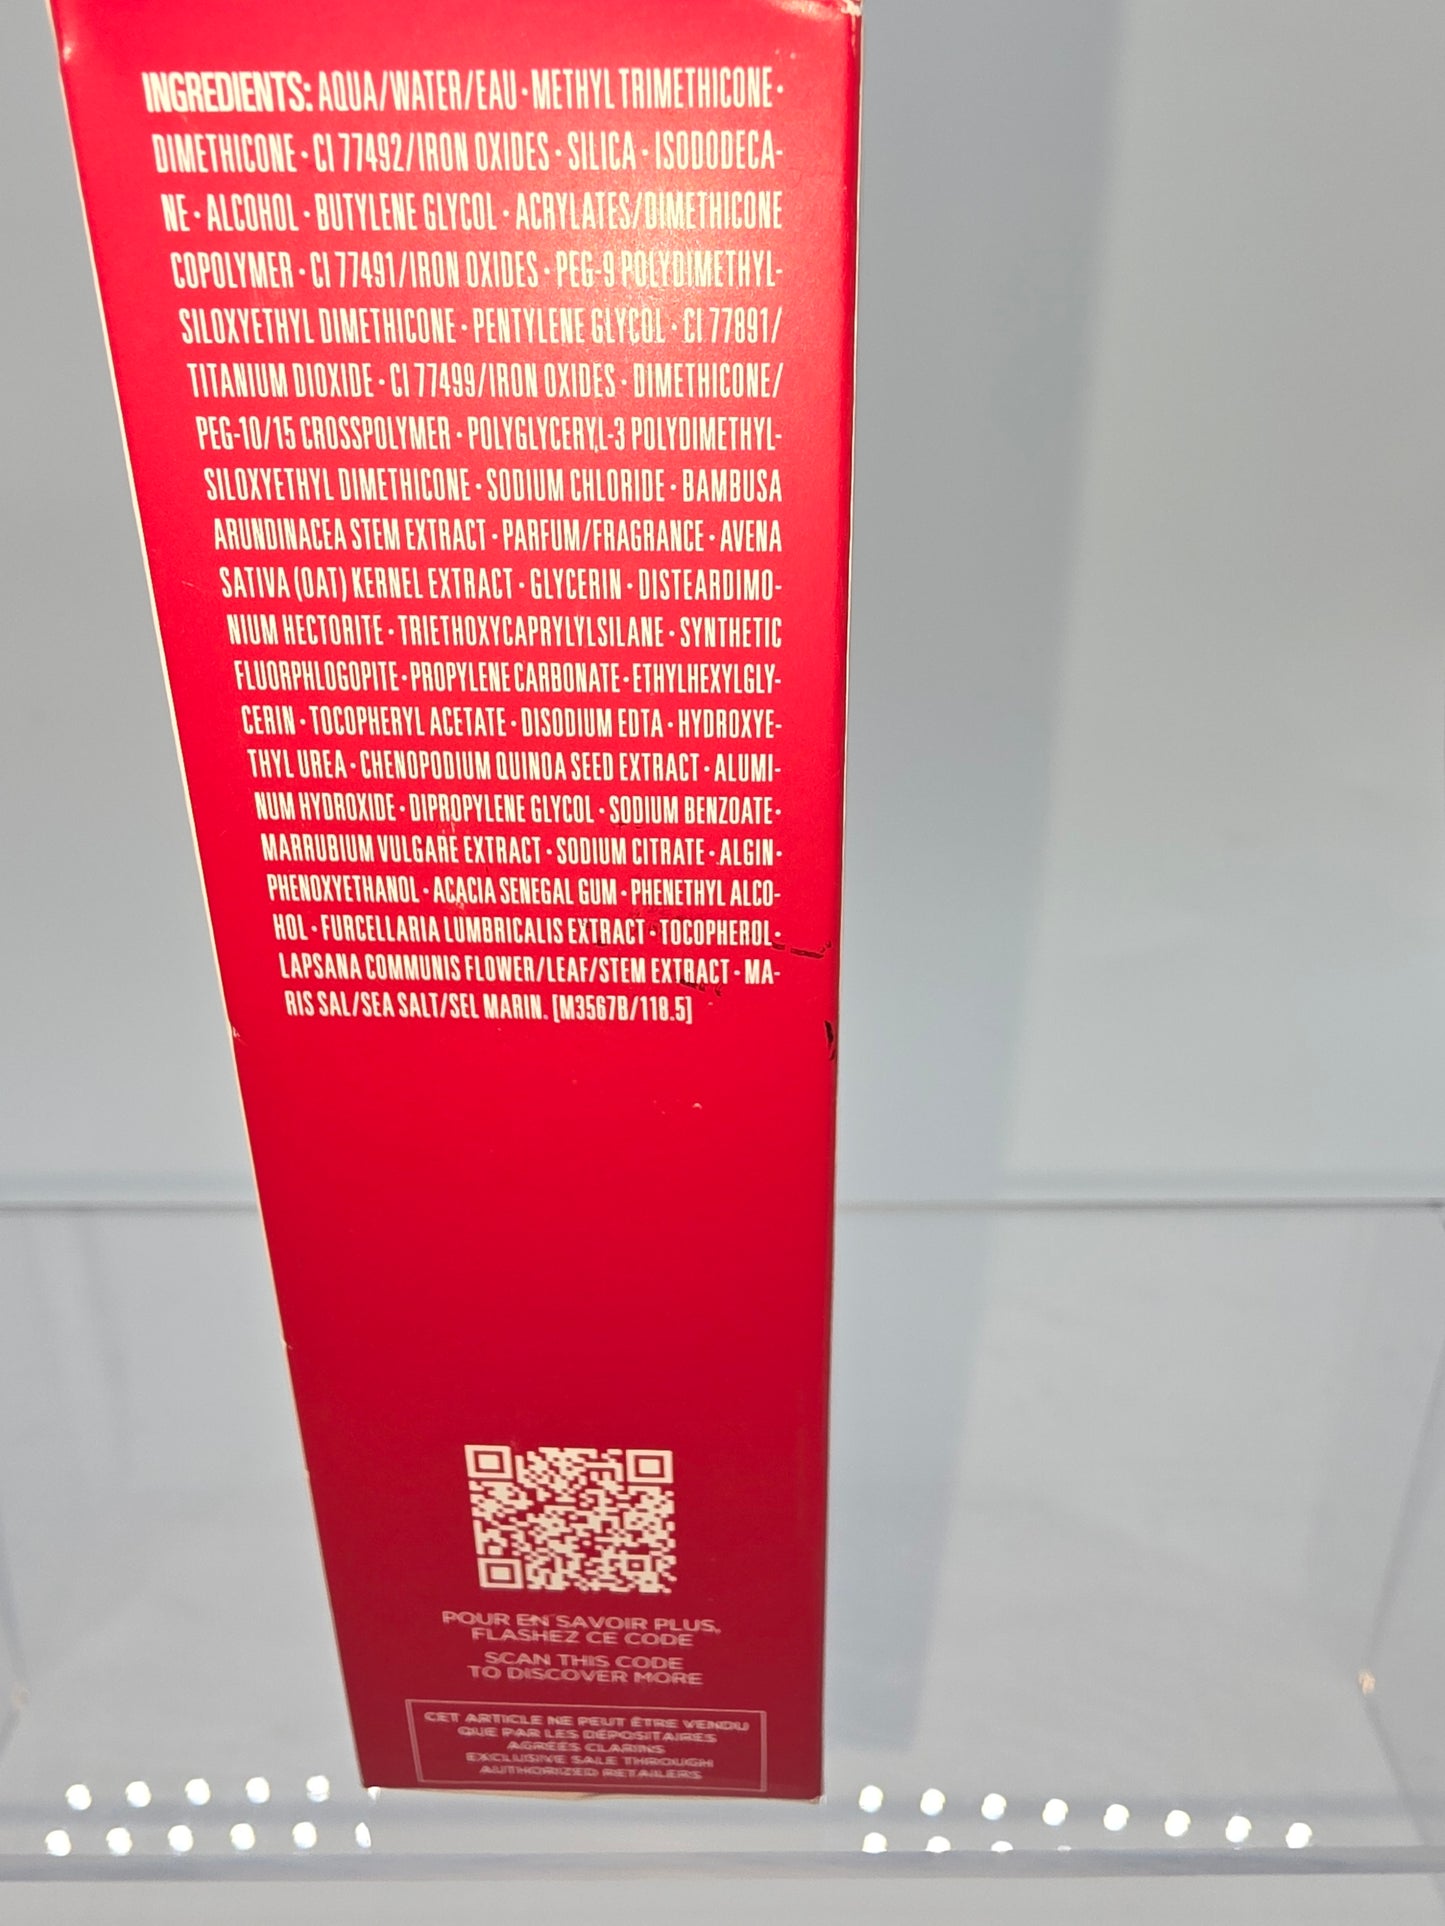 INGREDIENTS: AQUA/WATER/EAU • METHYL TRIMETHICONE •
DIMETHICONE • CI 77492/IRON OXIDES • SILICA • ISODODECA-
NE • ALCOHOL • BUTYLENE GLYCOL • ACRYLATES/DIMETHICONE
COPOLYMER • CI 77491/IRON OXIDES • PEG-9 POLYDIMETHYL-
SILOXYETHYL DIMETHICONE • PENTYLENE GLYCOL • CI 77891/
TITANIUM DIOXIDE • CI 77499/IRON OXIDES • DIMETHICONE/
PEG-10/15 CROSSPOLYMER • POLYGLYCERYL-3 POLYDIMETHYL-
SILOXYETHYL DIMETHICONE • SODIUM CHLORIDE • BAMBUSA
ARUNDINACEA STEM EXTRACT • PARFUM/FRAGRANCE • AVENA
SATIVA (OAT) KERNEL EXTRACT • GLYCERIN • DISTEARDIMO-
NIUM HECTORITE • TRIETHOXYCAPRYLYLSILANE • SYNTHETIC
FLUORPHLOGOPITE • PROPYLENE CARBONATE • ETHYLHEXYLGLY-
CERIN • TOCOPHERYL ACETATE • DISODIUM EDTA • HYDROXYE-
THYL UREA • CHENOPODIUM QUINOA SEED EXTRACT • ALUMI-
NUM HYDROXIDE • DIPROPYLENE GLYCOL • SODIUM BENZOATE •
MARRUBIUM VULGARE EXTRACT • SODIUM CITRATE • ALGIN •
PHENOXYETHANOL • ACACIA SENEGAL GUM • PHENETHYL ALCO-
HOL • FURCELLARIA LUMBRICALIS EXTRACT • TOCOPHEROL •
LAPSANA COMMUNIS FLOWER/LEAF/STEM EXTRACT • MA-
RIS SAL/SEA SALT/SEL MARIN. [M3567B/118.5]
POUR EN SAVOIR PLUS,
FLASHEZ CE CODE
SCAN THIS CODE
TO DISCOVER MORE
CET ARTICLE NE PEUT ÊTRE VENDU
QUE PAR LES DÉPOSITAIRES
AGRÉÉS CLARINS
EXCLUSIVE SALE THROUGH
AUTHORIZED RETAILERS